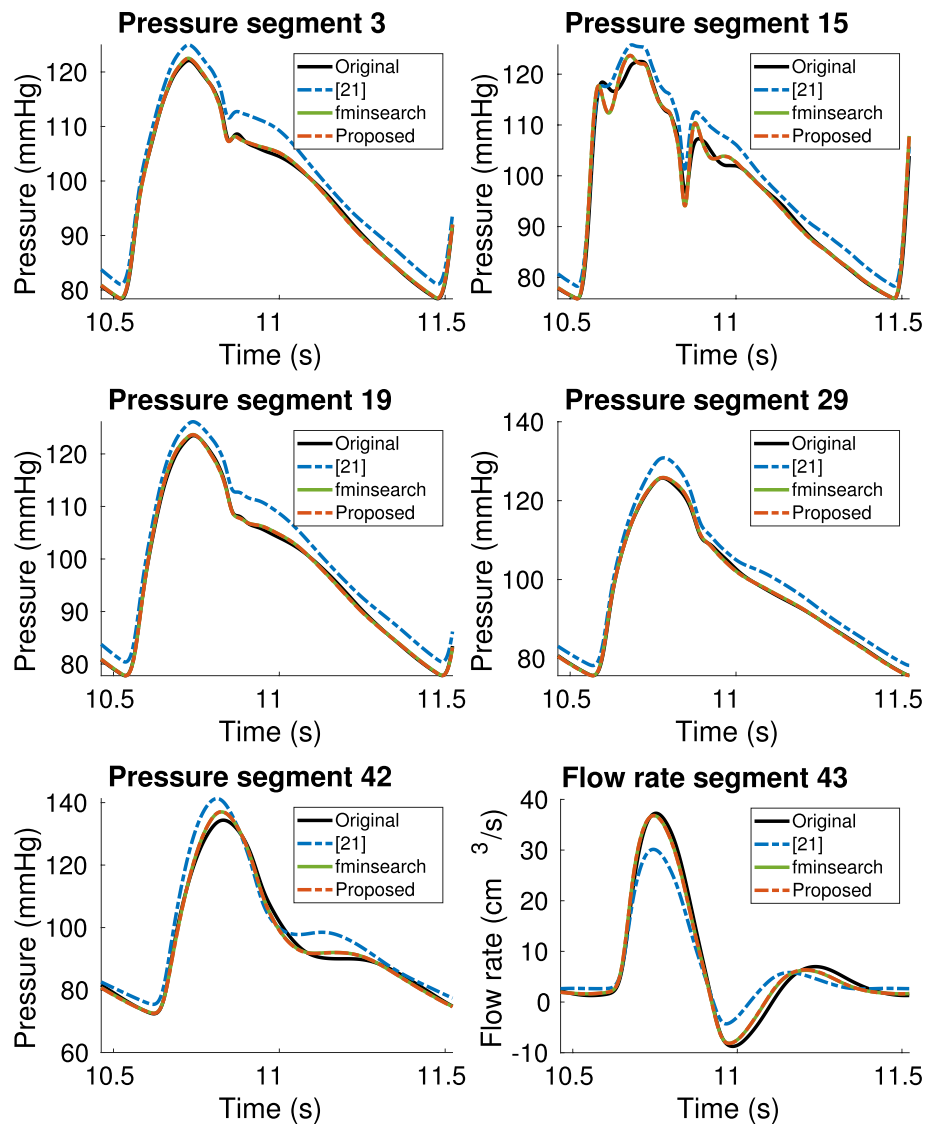 Pressure segment 3
Pressure (mmHg)
120
110
100
90
80
10.5
11
11.5
Time (s)
Original
[21]
fminsearch
Proposed
Pressure segment 15
Pressure (mmHg)
120
100
80
10.5
11
11.5
Time (s)
Original
[21]
fminsearch
Proposed
Pressure segment 19
Pressure (mmHg)
120
110
100
90
80
10.5
11
11.5
Time (s)
Original
[21]
fminsearch
Proposed
Pressure segment 29
Pressure (mmHg)
140
120
100
80
10.5
11
11.5
Time (s)
Original
[21]
fminsearch
Proposed
Pressure segment 42
Pressure (mmHg)
140
120
100
80
60
10.5
11
11.5
Time (s)
Original
[21]
fminsearch
Proposed
Flow rate segment 43
Flow rate (cm 3/s)
40
30
20
10
0
-10
10.5
11
11.5
Time (s)
Original
[21]
fminsearch
Proposed